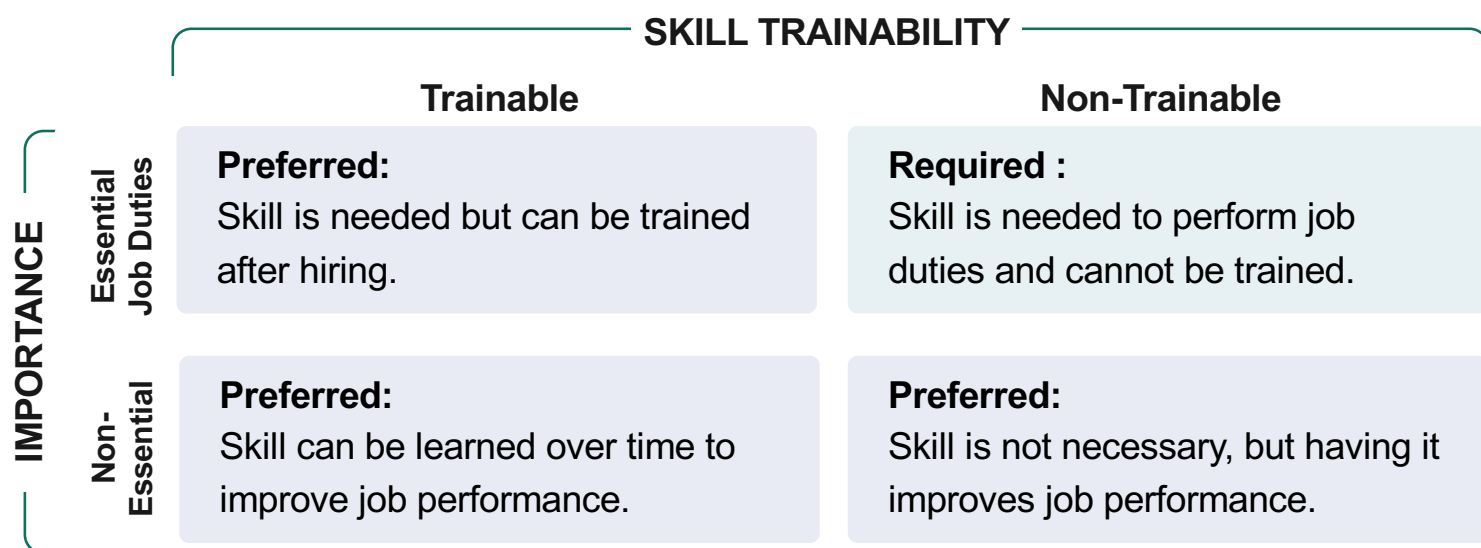 SKILL TRAINABILITY
Trainable
Non-Trainable
IMPORTANCE
Essential
Job Duties
Preferred:
Skill is needed but can be trained
after hiring.
Required :
Skill is needed to perform job
duties and cannot be trained.
Non-
Essential
Preferred:
Skill can be learned over time to
improve job performance.
Preferred:
Skill is not necessary, but having it
improves job performance.